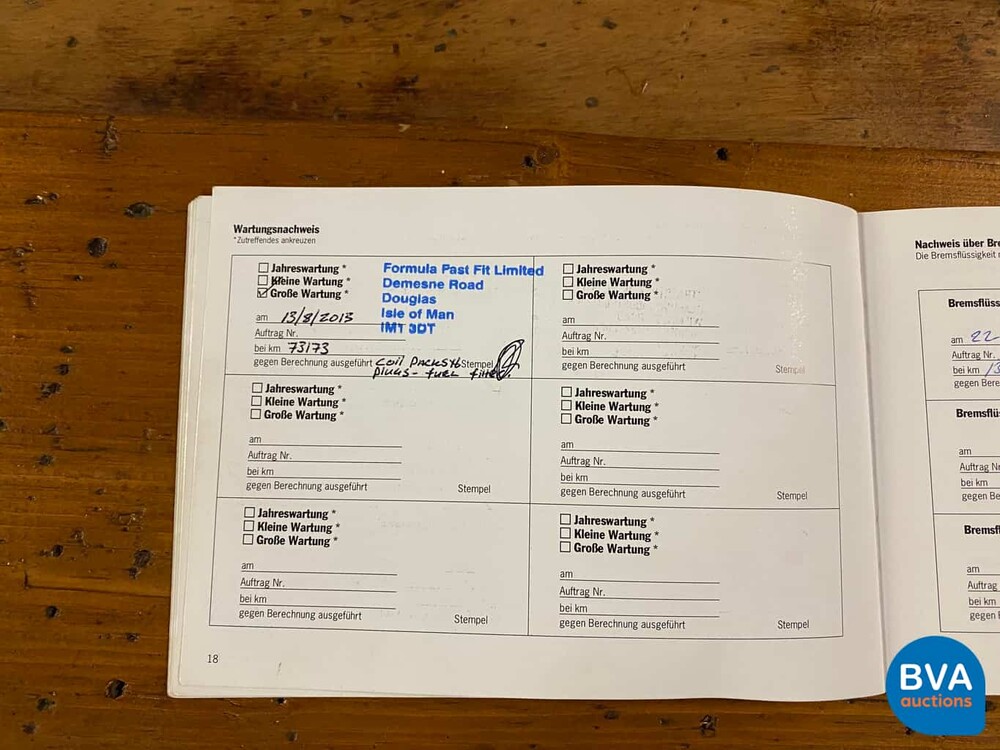 Wartungsnachweis
*Zutreffendes ankreuzen
Jahreswartung *
Kleine Wartung *
Große Wartung *
am 13/8/2013
Auftrag Nr.
bei km 73173
gegen Berechnung ausgeführt
coil packs x6
plugs - fuel filter.
Stempel
Formula Past Fit Limited
Demesne Road
Douglas
Isle of Man
IM1 3DT
Jahreswartung *
Kleine Wartung *
Große Wartung *
am
Auftrag Nr.
bei km
gegen Berechnung ausgeführt
Stempel
Jahreswartung *
Kleine Wartung *
Große Wartung *
am
Auftrag Nr.
bei km
gegen Berechnung ausgeführt
Stempel
Jahreswartung *
Kleine Wartung *
Große Wartung *
am
Auftrag Nr.
bei km
gegen Berechnung ausgeführt
Stempel
Jahreswartung *
Kleine Wartung *
Große Wartung *
am
Auftrag Nr.
bei km
gegen Berechnung ausgeführt
Stempel
Jahreswartung *
Kleine Wartung *
Große Wartung *
am
Auftrag Nr.
bei km
gegen Berechnung ausgeführt
Stempel
18
Nachweis über Bre
Die Bremsflüssigkeit
Bremsflüss
am 22
Auftrag Nr.
bei km 13
gegen Bere
Bremsflüs
am
Auftrag Nr
bei km
gegen Be
Bremsfl
am
Auftrag
bei km
gegen
BVA
auctions